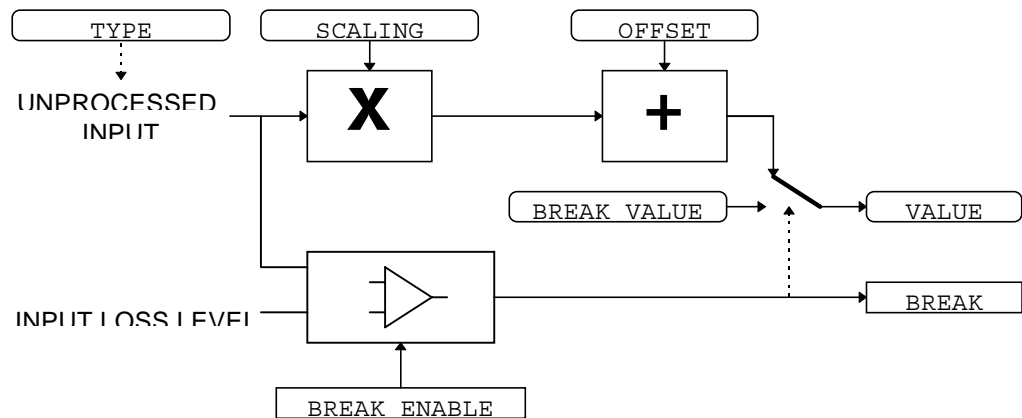 TYPE
SCALING
OFFSET
UNPROCESSED
INPUT
X
+
BREAK VALUE
VALUE
INPUT LOSS LEVEL
BREAK
BREAK ENABLE